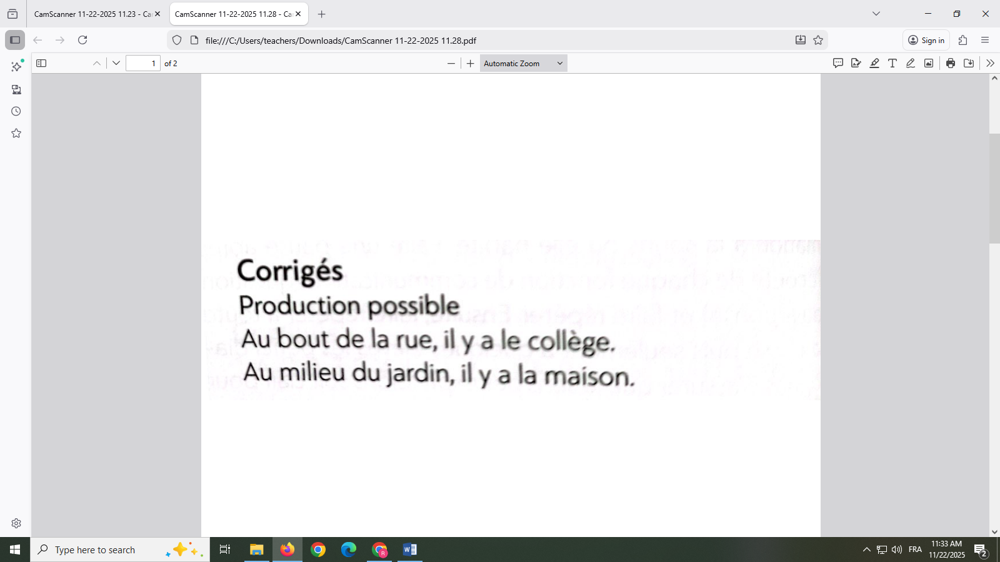 CamScanner 11-22-2025 11.23 - Ca
CamScanner 11-22-2025 11.28 - Ca
file:///C:/Users/teachers/Downloads/CamScanner 11-22-2025 11.28.pdf
Sign in
1 of 2
Automatic Zoom
Corrigés
Production possible
Au bout de la rue, il y a le collège.
Au milieu du jardin, il y a la maison.
Type here to search
R
W
FRA
11:33 AM
11/22/2025
2